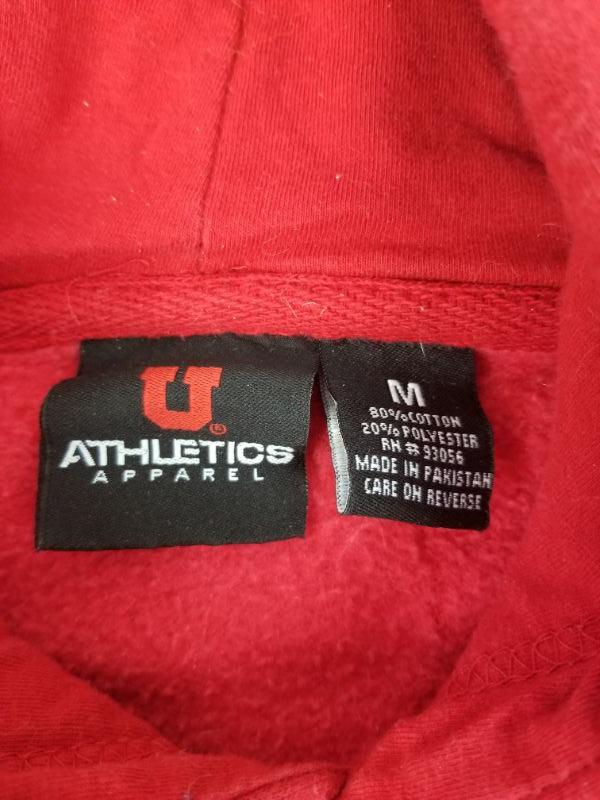 U®
ATHLETICS
APPAREL
M
80% COTTON
20% POLYESTER
RN # 93056
MADE IN PAKISTAN
CARE ON REVERSE